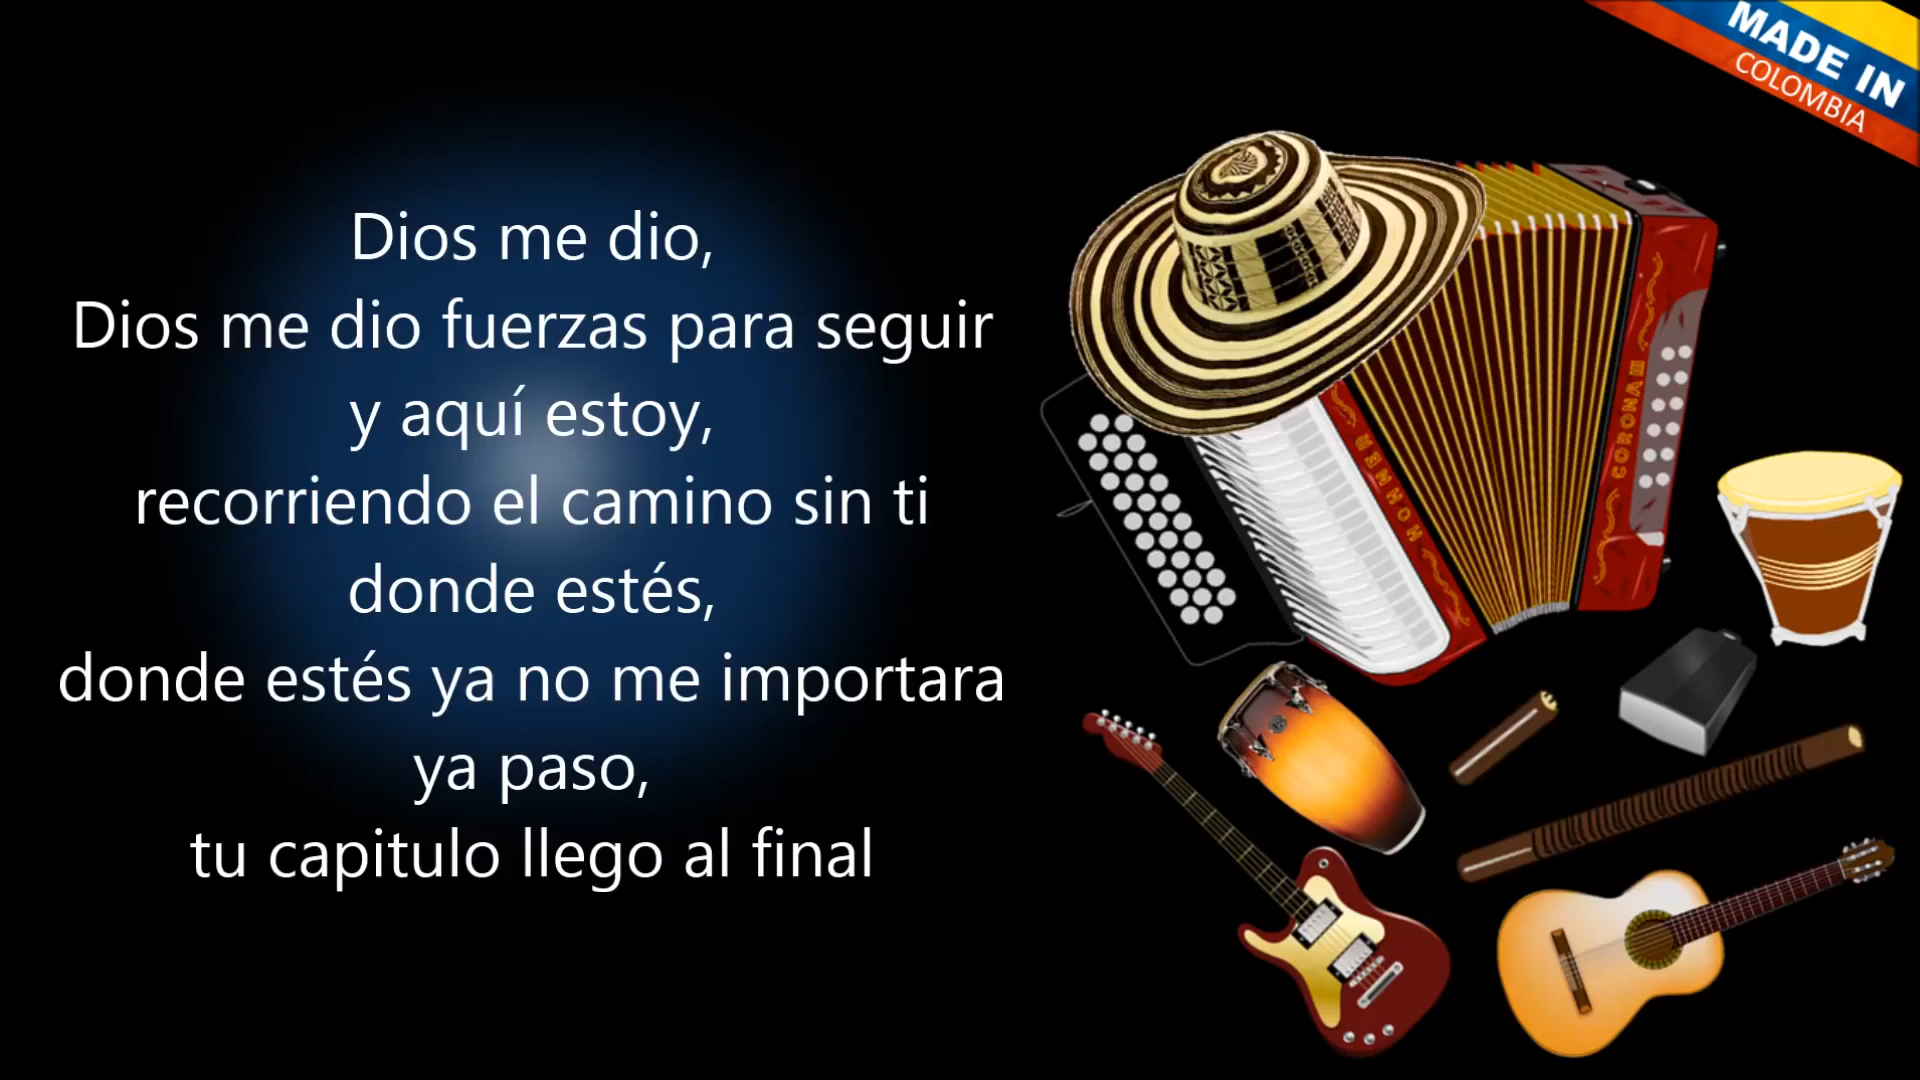 MADE IN
COLOMBIA
Dios me dio,
Dios me dio fuerzas para seguir
y aquí estoy,
recorriendo el camino sin ti
donde estés,
donde estés ya no me importara
ya paso,
tu capitulo llego al final
HOHNER
CORONA III